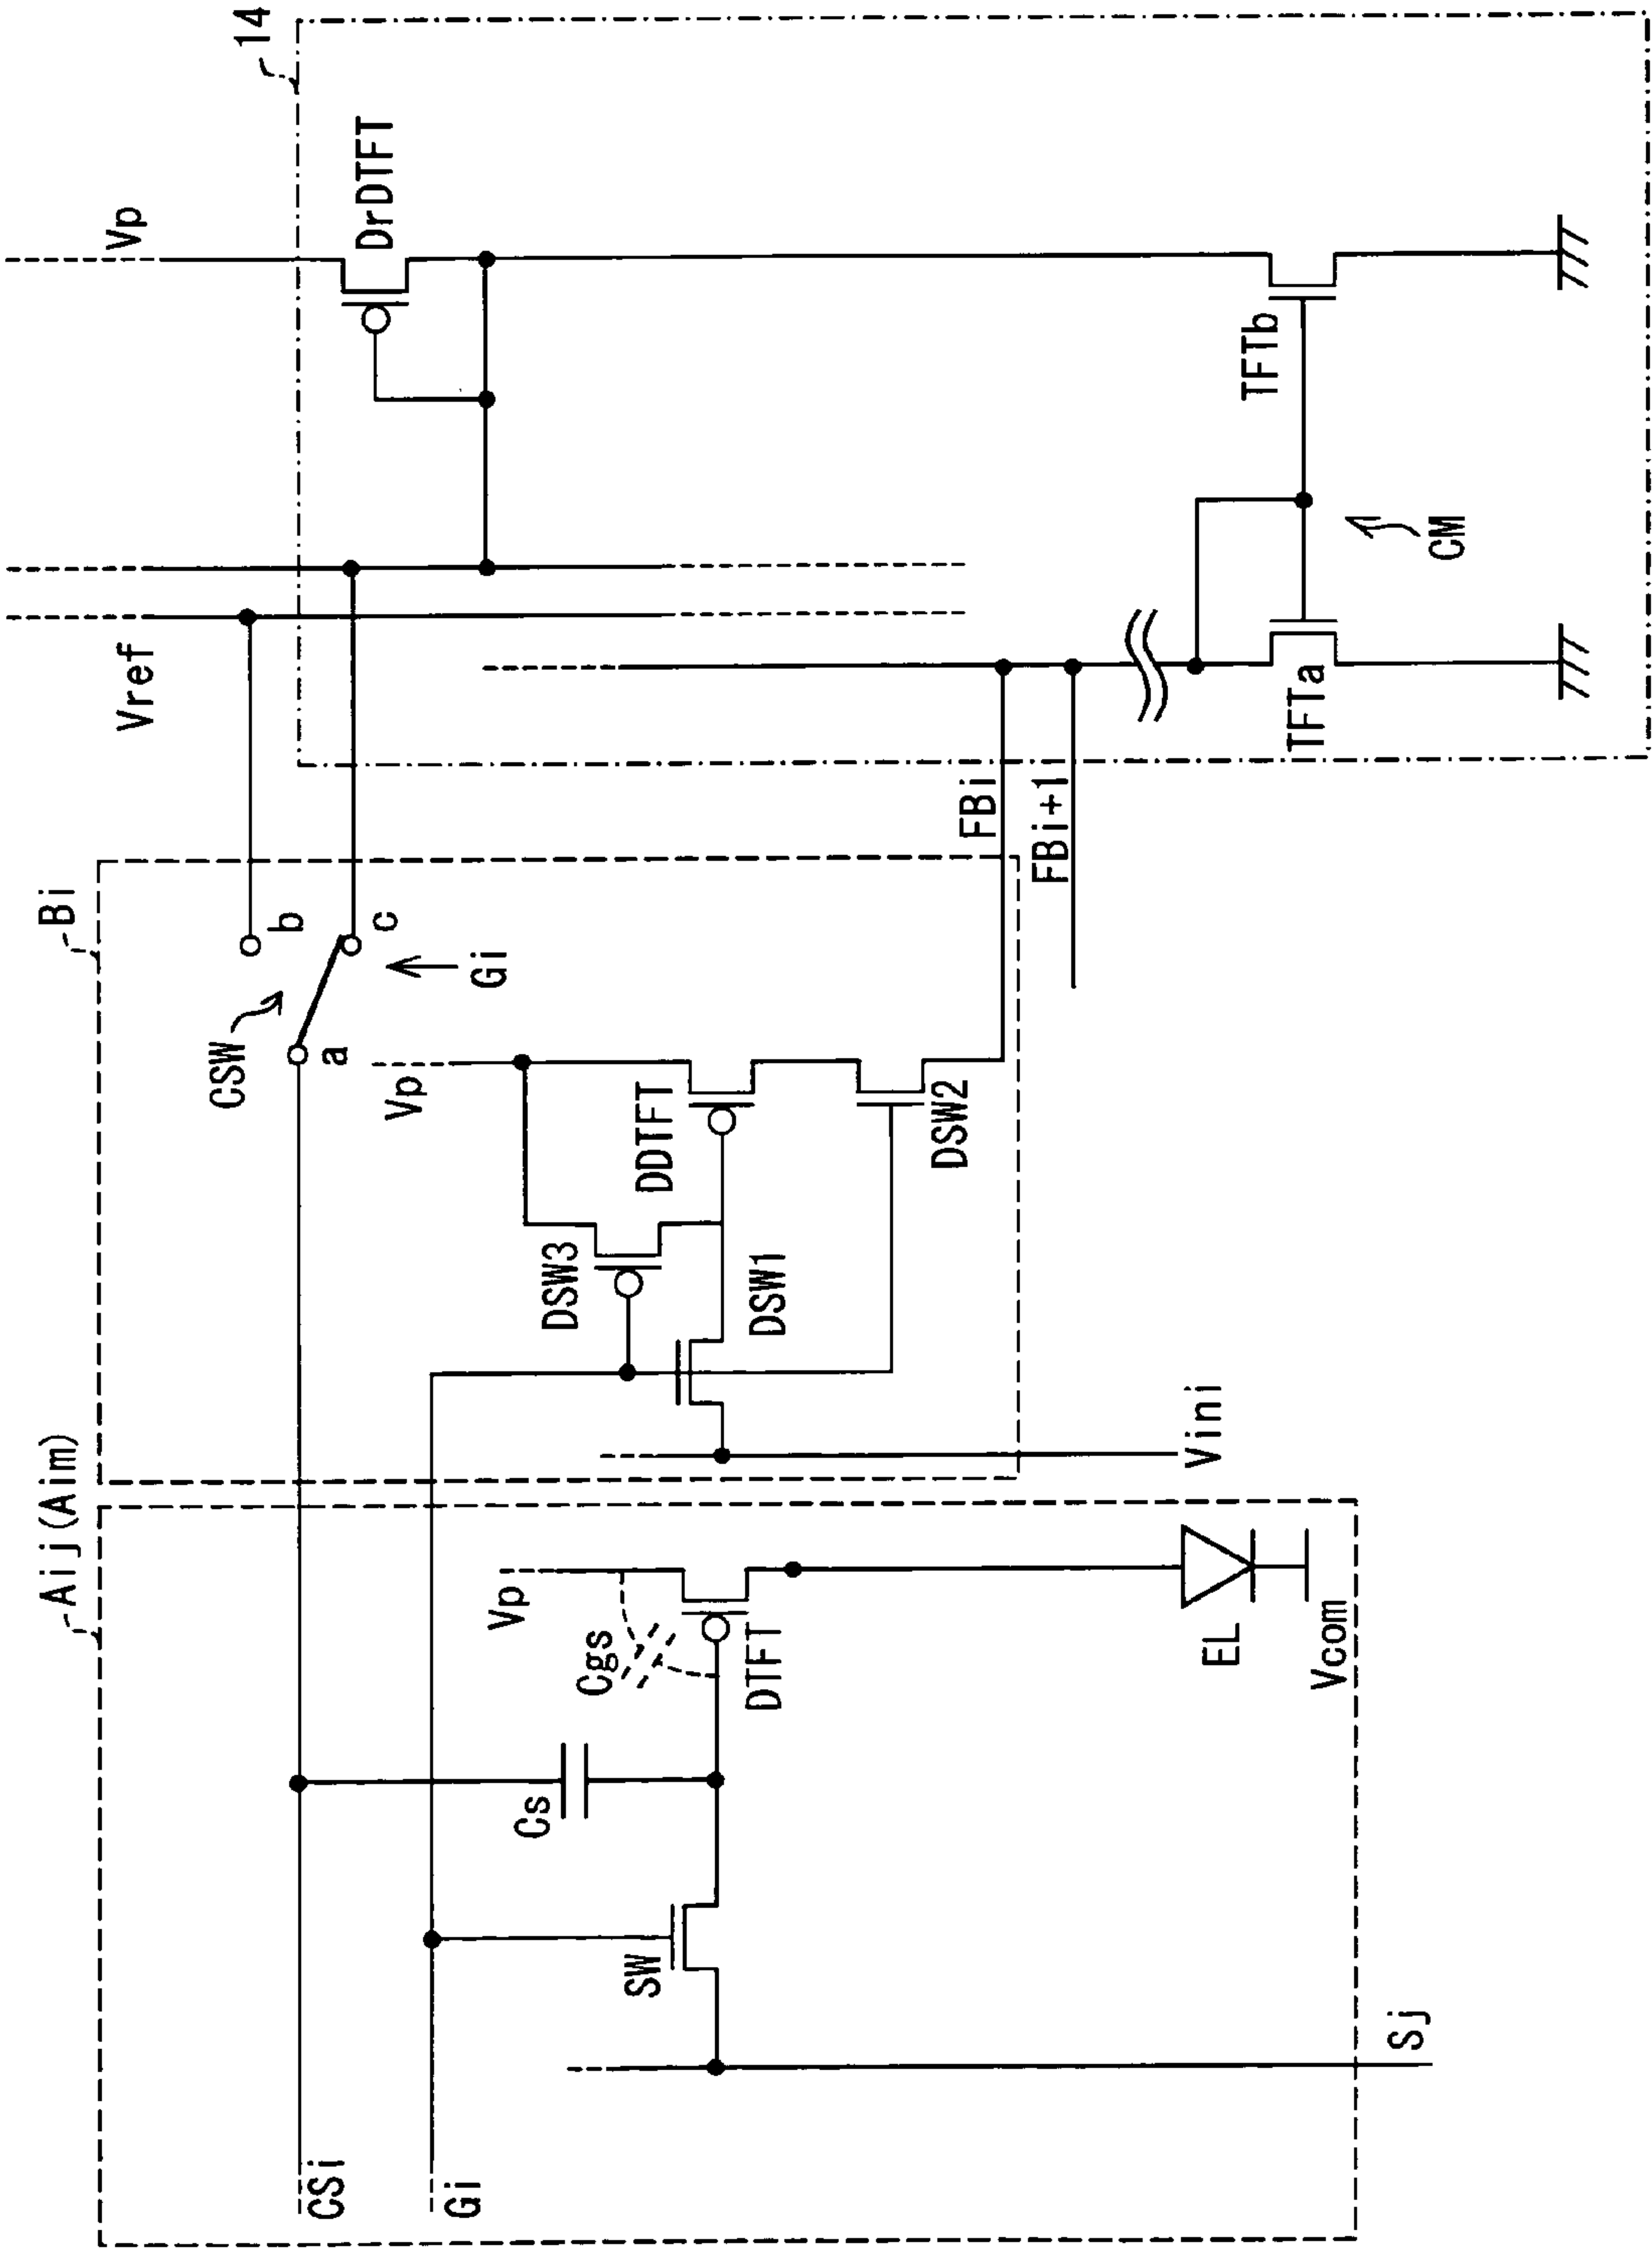 Aij(Aim)
Bi
14
CSi
Gi
CSW
a
b
c
Gi
Vref
Vp
DrDTFT
Vp
Cgs
Cs
DTFT
SW
Sj
EL
Vcom
Vp
DSW3
DDTFT
DSW1
DSW2
Vini
FBi
FBi+1
TFTa
TFTb
CM